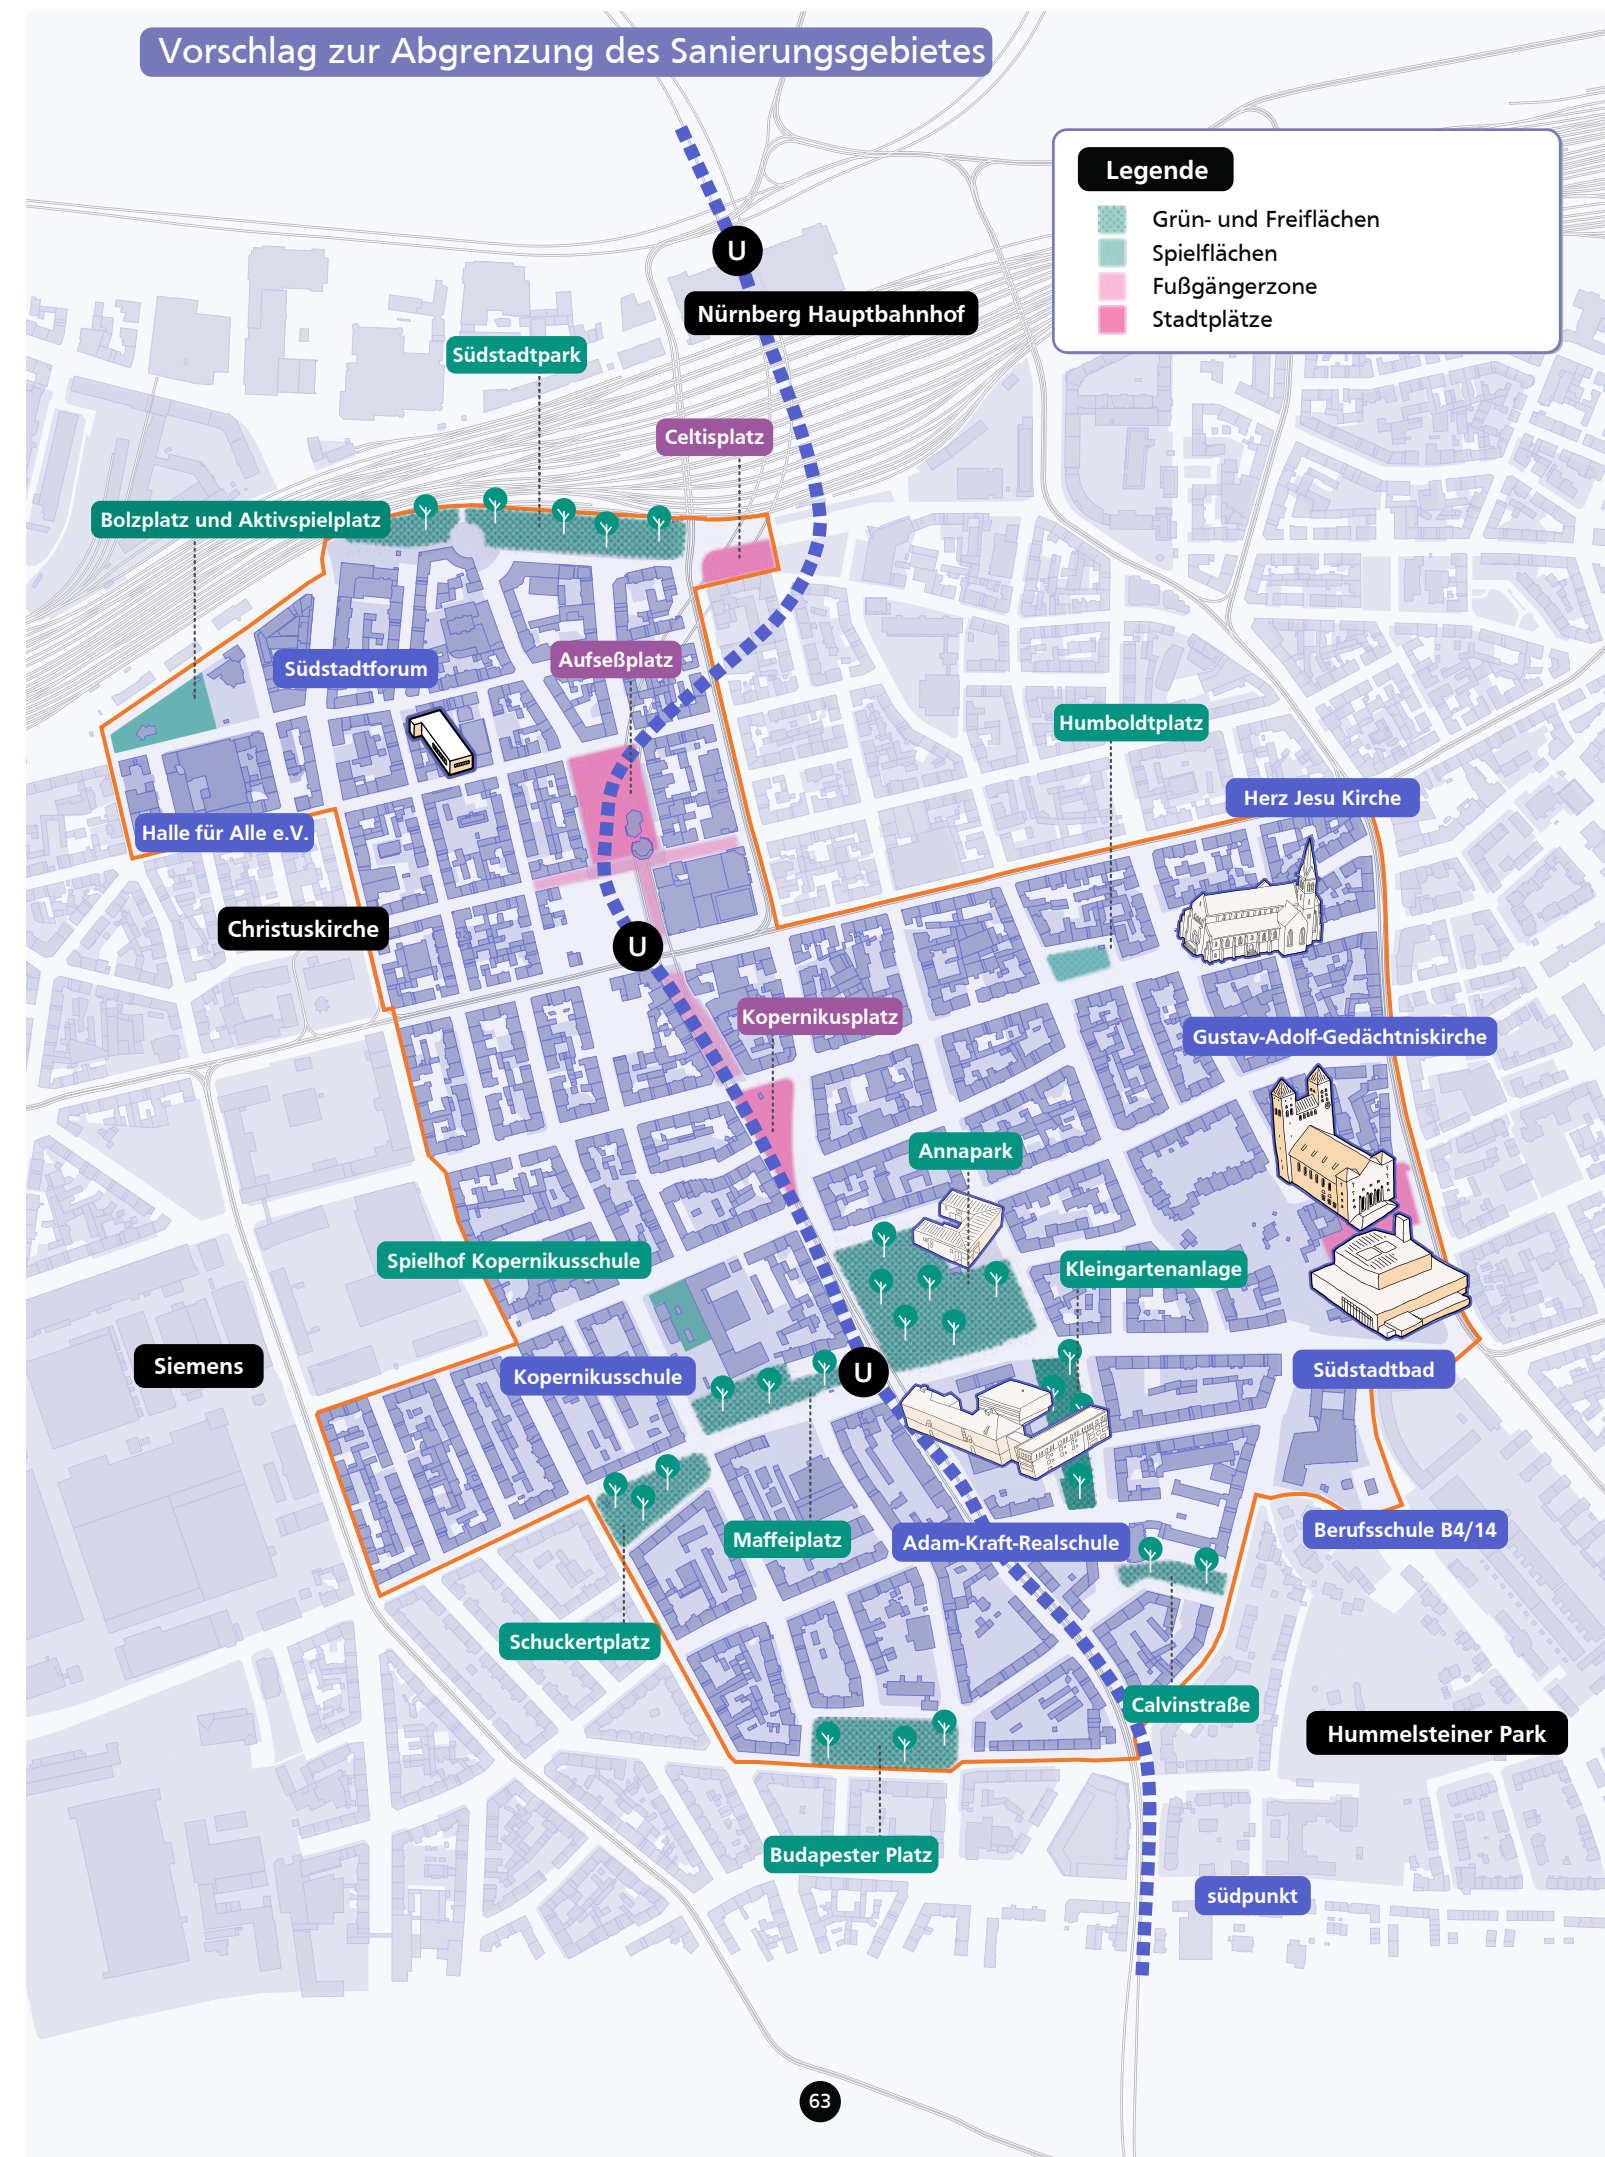 Vorschlag zur Abgrenzung des Sanierungsgebietes
Legende
Grün- und Freiflächen
Spielflächen
Fußgängerzone
Stadtplätze
U
Nürnberg Hauptbahnhof
Südstadtpark
Celtisplatz
Bolzplatz und Aktivspielplatz
Südstadtforum
Aufseßplatz
Humboldtplatz
Herz Jesu Kirche
Halle für Alle e.V.
Christuskirche
U
Kopernikusplatz
Gustav-Adolf-Gedächtniskirche
Annapark
Spielhof Kopernikusschule
Kleingartenanlage
Siemens
Kopernikusschule
U
Südstadtbad
Maffeiplatz
Adam-Kraft-Realschule
Berufsschule B4/14
Schuckertplatz
Calvinstraße
Hummelsteiner Park
Budapester Platz
südpunkt
63